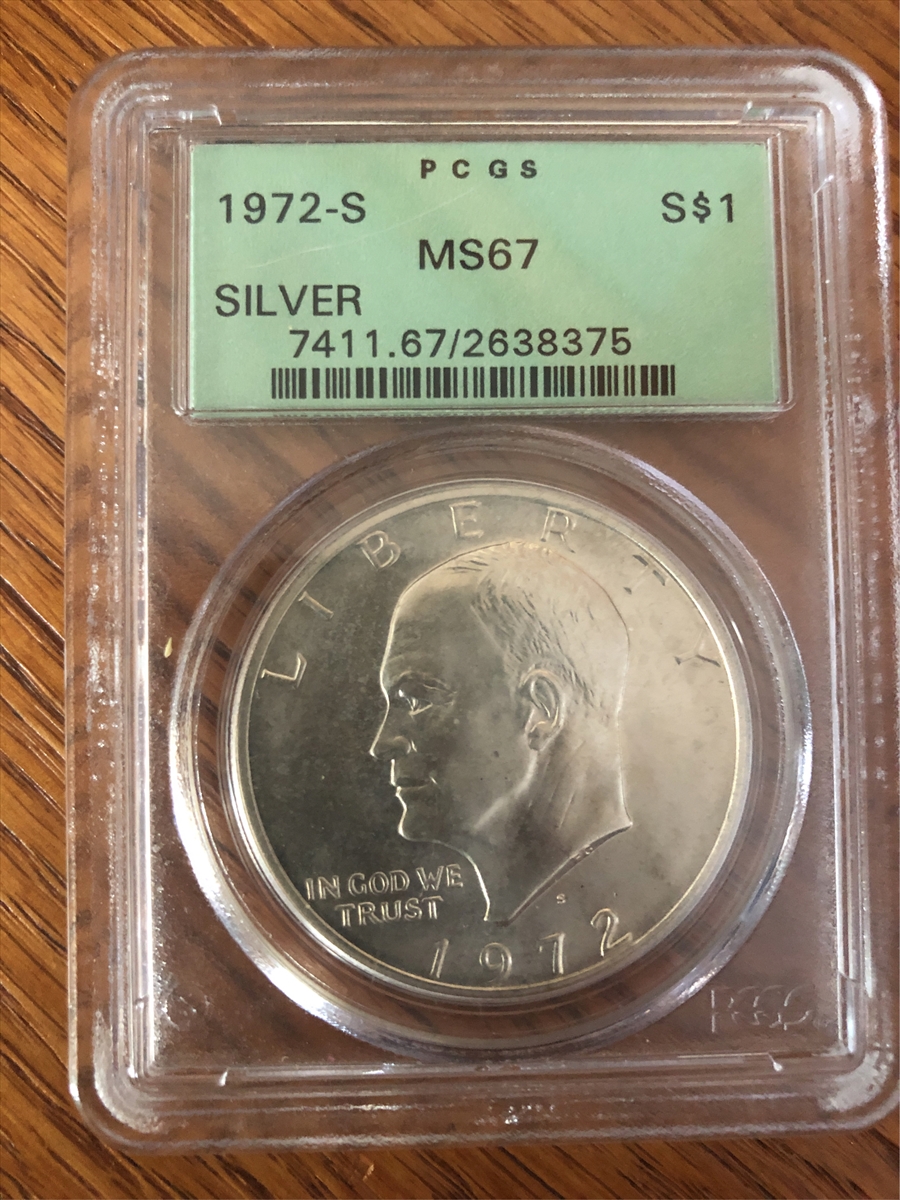 PCGS
1972-S S$1
MS67
SILVER
7411.67/2638375
LIBERTY
IN GOD WE
TRUST
S
1972
PCGS